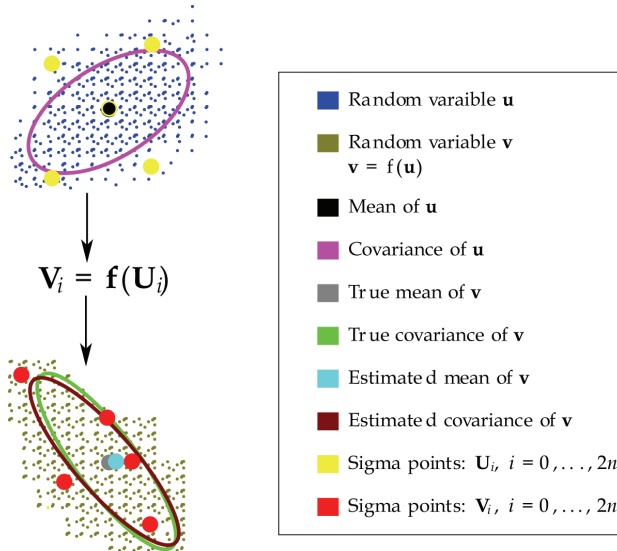 V_i = f(U_i)
Random varaible u
Random variable v
v = f(u)
Mean of u
Covariance of u
True mean of v
True covariance of v
Estimated mean of v
Estimated covariance of v
Sigma points: U_i, i = 0, . . . , 2n
Sigma points: V_i, i = 0, . . . , 2n